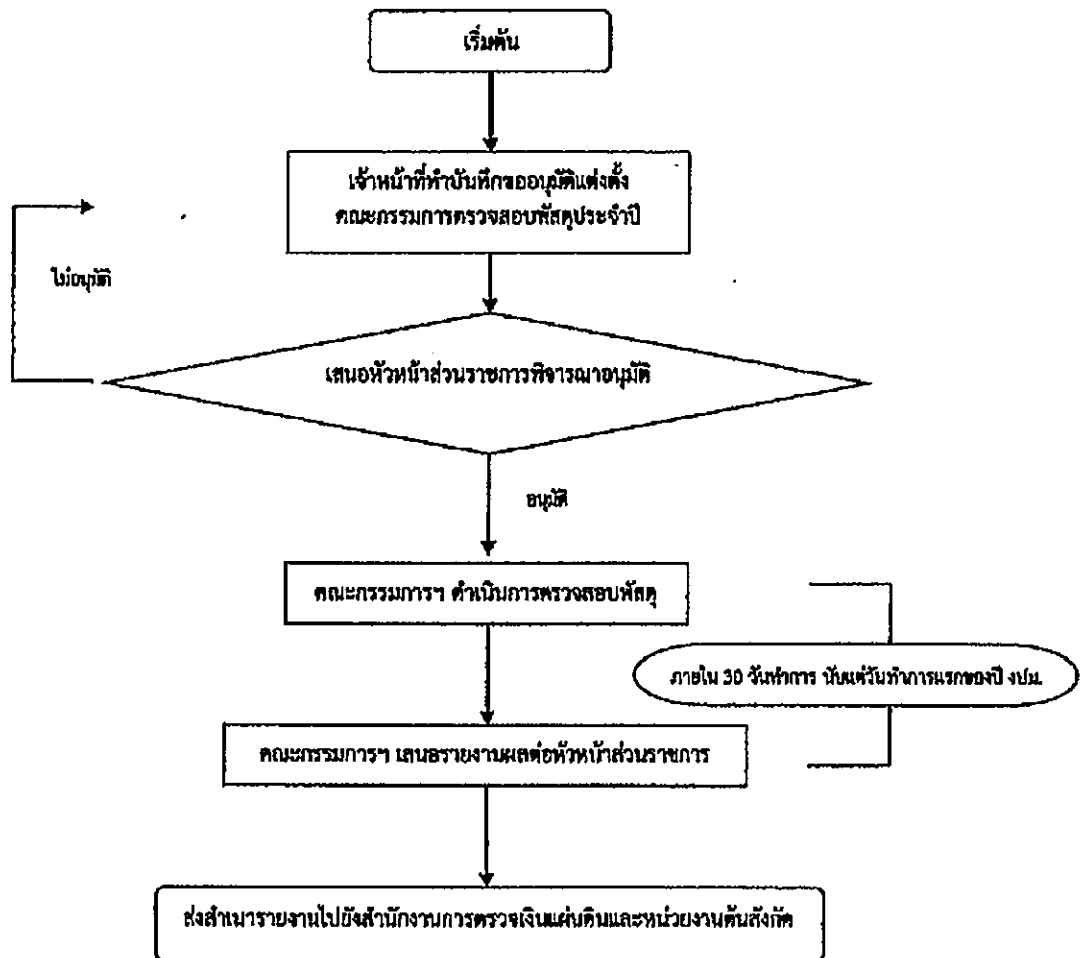 เริ่มต้น
เจ้าหน้าที่ทำบันทึกขออนุมัติแต่งตั้ง
คณะกรรมการตรวจสอบพัสดุประจำปี
ไม่อนุมัติ
เสนอหัวหน้าส่วนราชการพิจารณาอนุมัติ
อนุมัติ
คณะกรรมการฯ ดำเนินการตรวจสอบพัสดุ
ภายใน 30 วันทำการ นับแต่วันทำการแรกของปี งปม.
คณะกรรมการฯ เสนอรายงานผลต่อหัวหน้าส่วนราชการ
ส่งสำเนารายงานไปยังสำนักงานการตรวจเงินแผ่นดินและหน่วยงานต้นสังกัด